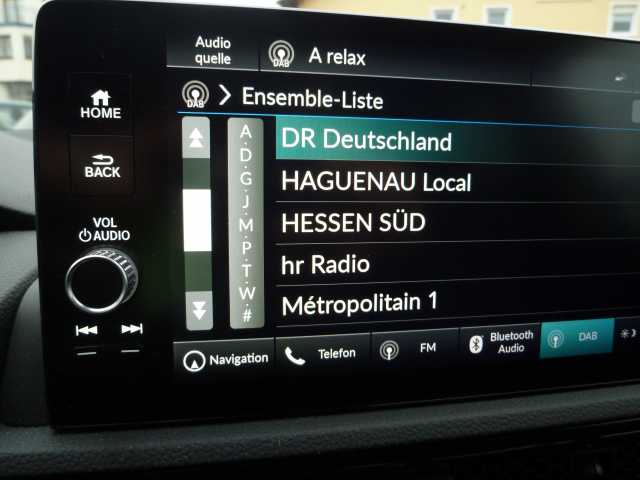 Audio
quelle
DAB
A relax
DAB
Ensemble-Liste
HOME
BACK
VOL
AUDIO
A
D
G
J
M
P
T
W
#
DR Deutschland
HAGUENAU Local
HESSEN SÜD
hr Radio
Métropolitain 1
Navigation
Telefon
FM
Bluetooth
Audio
DAB